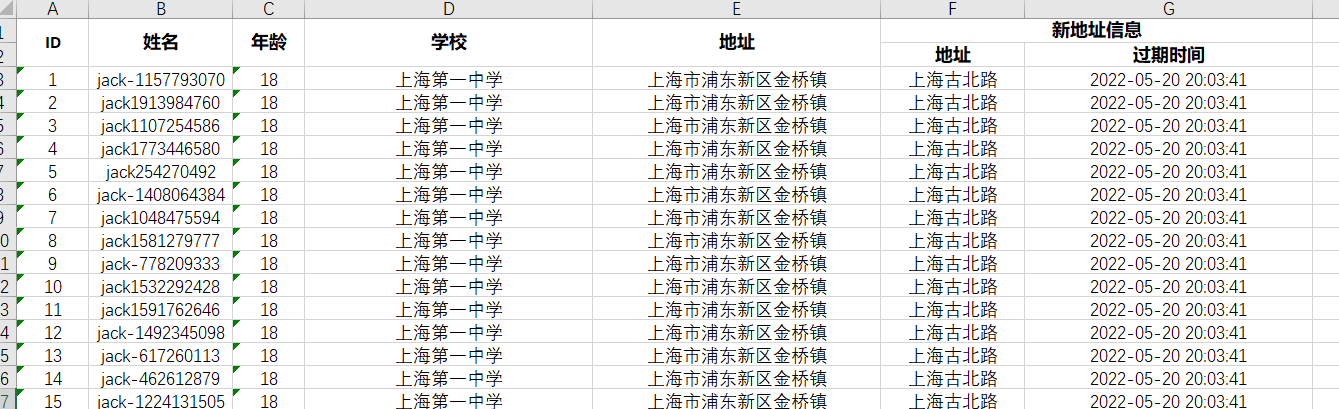 A B C D E F G
1 ID 姓名 年龄 学校 地址 新地址信息
2 地址 过期时间
3 1 jack-1157793070 18 上海第一中学 上海市浦东新区金桥镇 上海古北路 2022-05-20 20:03:41
4 2 jack1913984760 18 上海第一中学 上海市浦东新区金桥镇 上海古北路 2022-05-20 20:03:41
5 3 jack1107254586 18 上海第一中学 上海市浦东新区金桥镇 上海古北路 2022-05-20 20:03:41
6 4 jack1773446580 18 上海第一中学 上海市浦东新区金桥镇 上海古北路 2022-05-20 20:03:41
7 5 jack254270492 18 上海第一中学 上海市浦东新区金桥镇 上海古北路 2022-05-20 20:03:41
8 6 jack-1408064384 18 上海第一中学 上海市浦东新区金桥镇 上海古北路 2022-05-20 20:03:41
9 7 jack1048475594 18 上海第一中学 上海市浦东新区金桥镇 上海古北路 2022-05-20 20:03:41
0 8 jack1581279777 18 上海第一中学 上海市浦东新区金桥镇 上海古北路 2022-05-20 20:03:41
1 9 jack-778209333 18 上海第一中学 上海市浦东新区金桥镇 上海古北路 2022-05-20 20:03:41
2 10 jack1532292428 18 上海第一中学 上海市浦东新区金桥镇 上海古北路 2022-05-20 20:03:41
3 11 jack1591762646 18 上海第一中学 上海市浦东新区金桥镇 上海古北路 2022-05-20 20:03:41
4 12 jack-1492345098 18 上海第一中学 上海市浦东新区金桥镇 上海古北路 2022-05-20 20:03:41
5 13 jack-617260113 18 上海第一中学 上海市浦东新区金桥镇 上海古北路 2022-05-20 20:03:41
6 14 jack-462612879 18 上海第一中学 上海市浦东新区金桥镇 上海古北路 2022-05-20 20:03:41
7 15 jack-1224131505 18 上海第一中学 上海市浦东新区金桥镇 上海古北路 2022-05-20 20:03:41